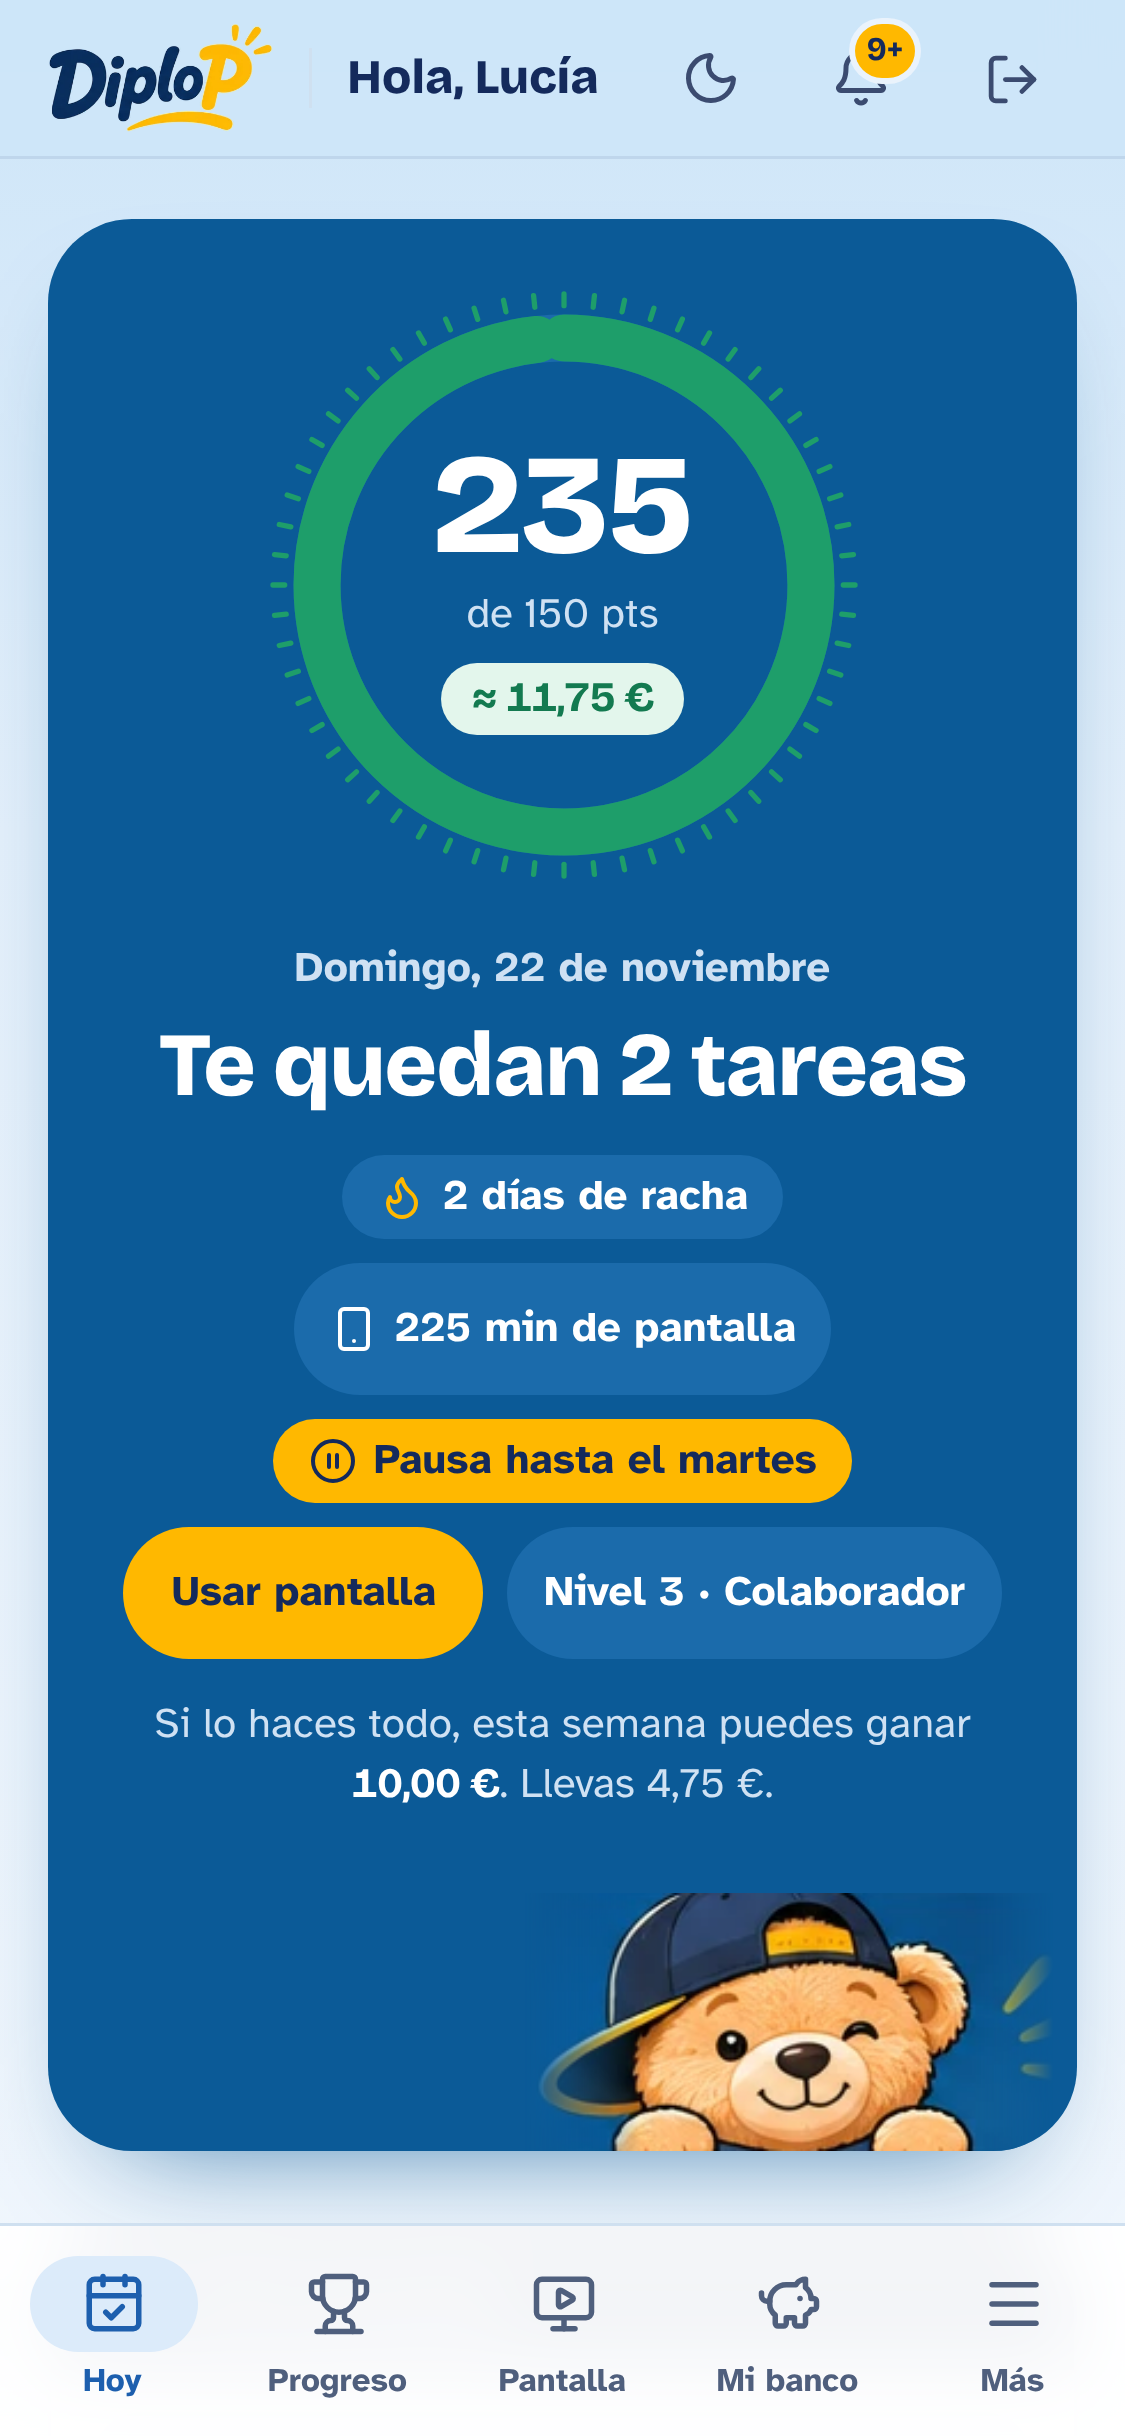 DiploP
Hola, Lucía
9+
235
de 150 pts
≈ 11,75 €
Domingo, 22 de noviembre
Te quedan 2 tareas
2 días de racha
225 min de pantalla
Pausa hasta el martes
Usar pantalla
Nivel 3 · Colaborador
Si lo haces todo, esta semana puedes ganar
10,00 €. Llevas 4,75 €.
Hoy
Progreso
Pantalla
Mi banco
Más